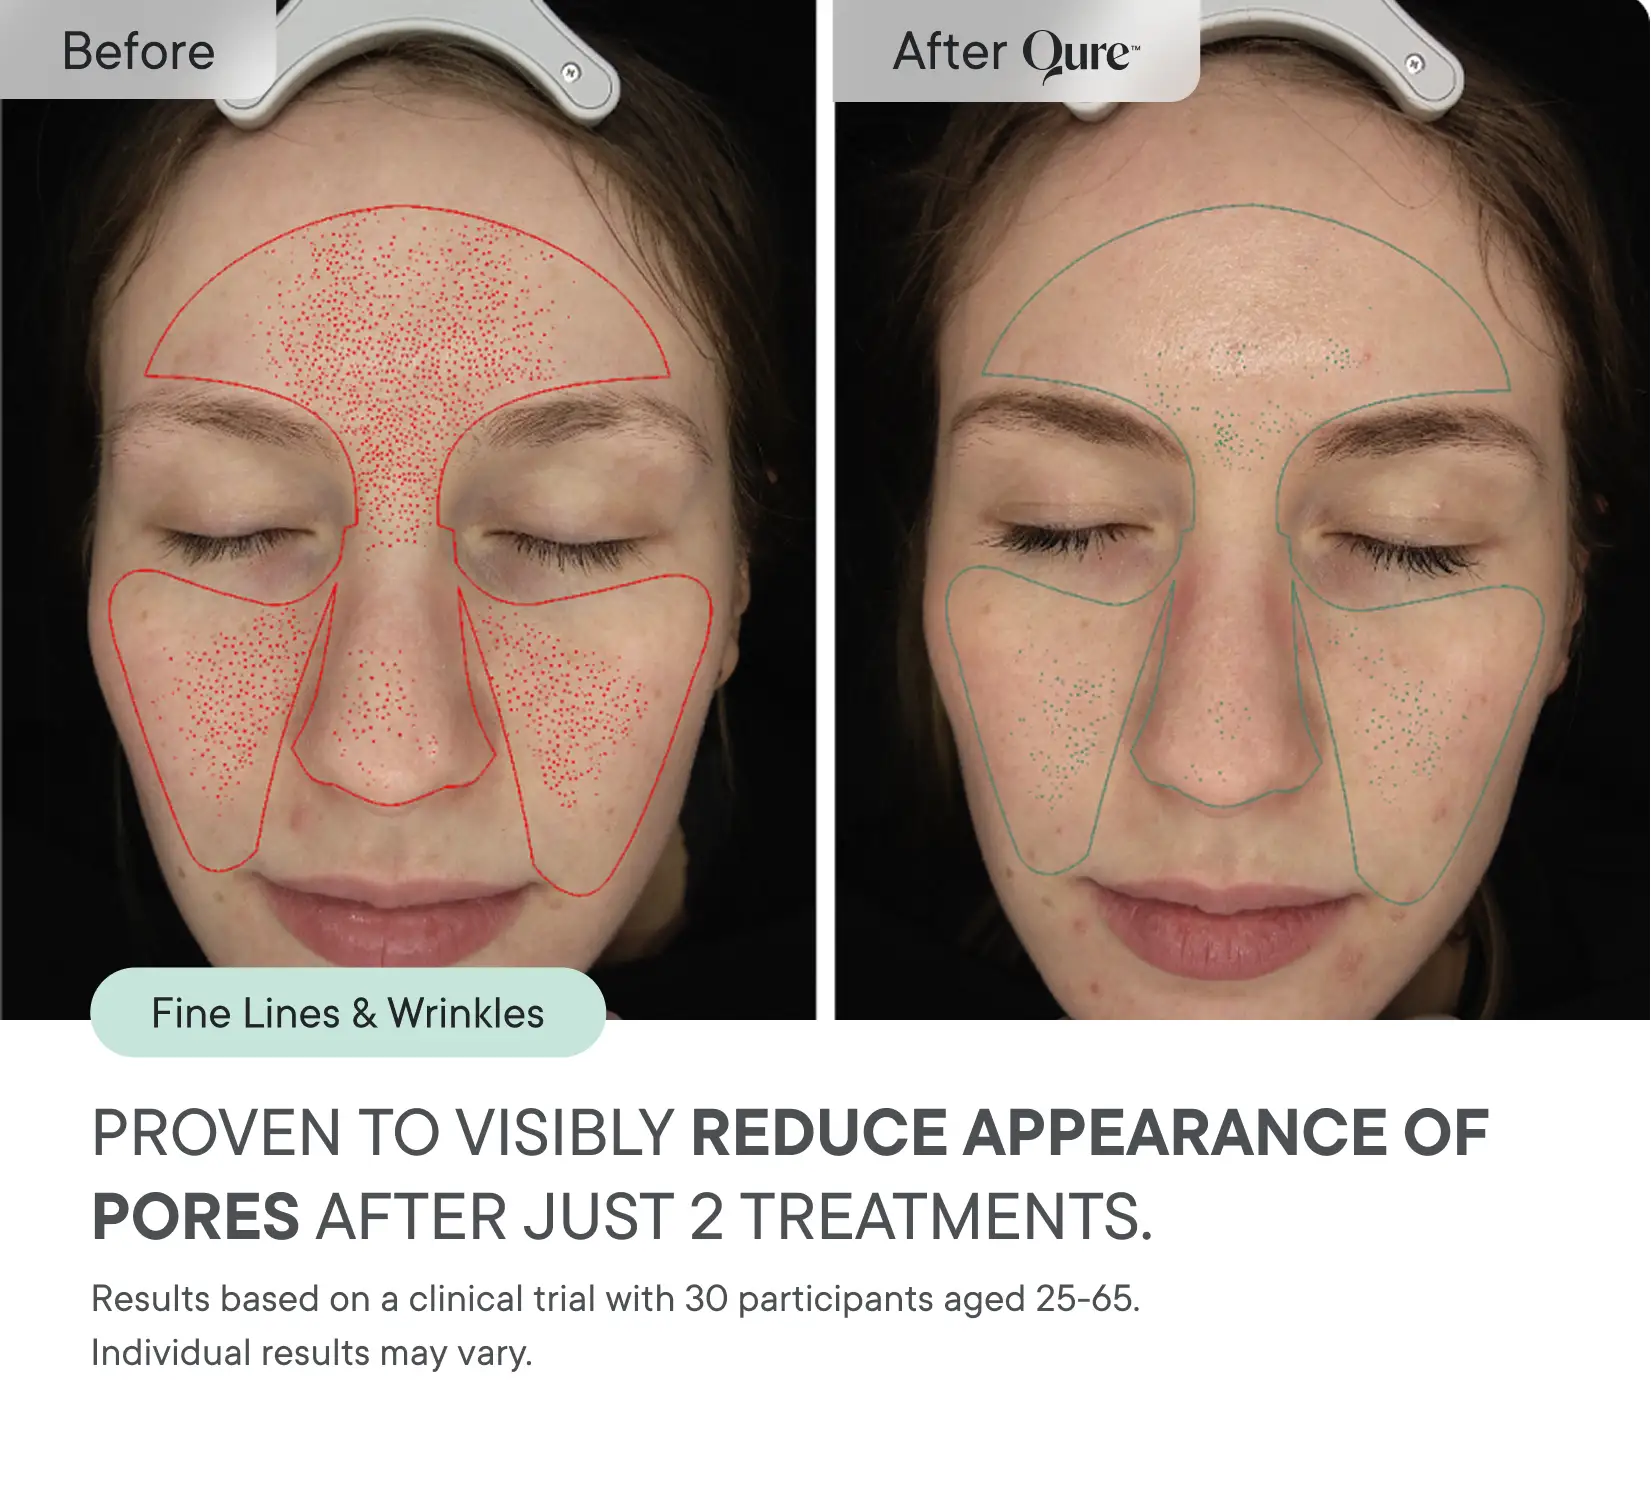 Before
After Qure™
Fine Lines & Wrinkles
PROVEN TO VISIBLY REDUCE APPEARANCE OF
PORES AFTER JUST 2 TREATMENTS.
Results based on a clinical trial with 30 participants aged 25-65.
Individual results may vary.